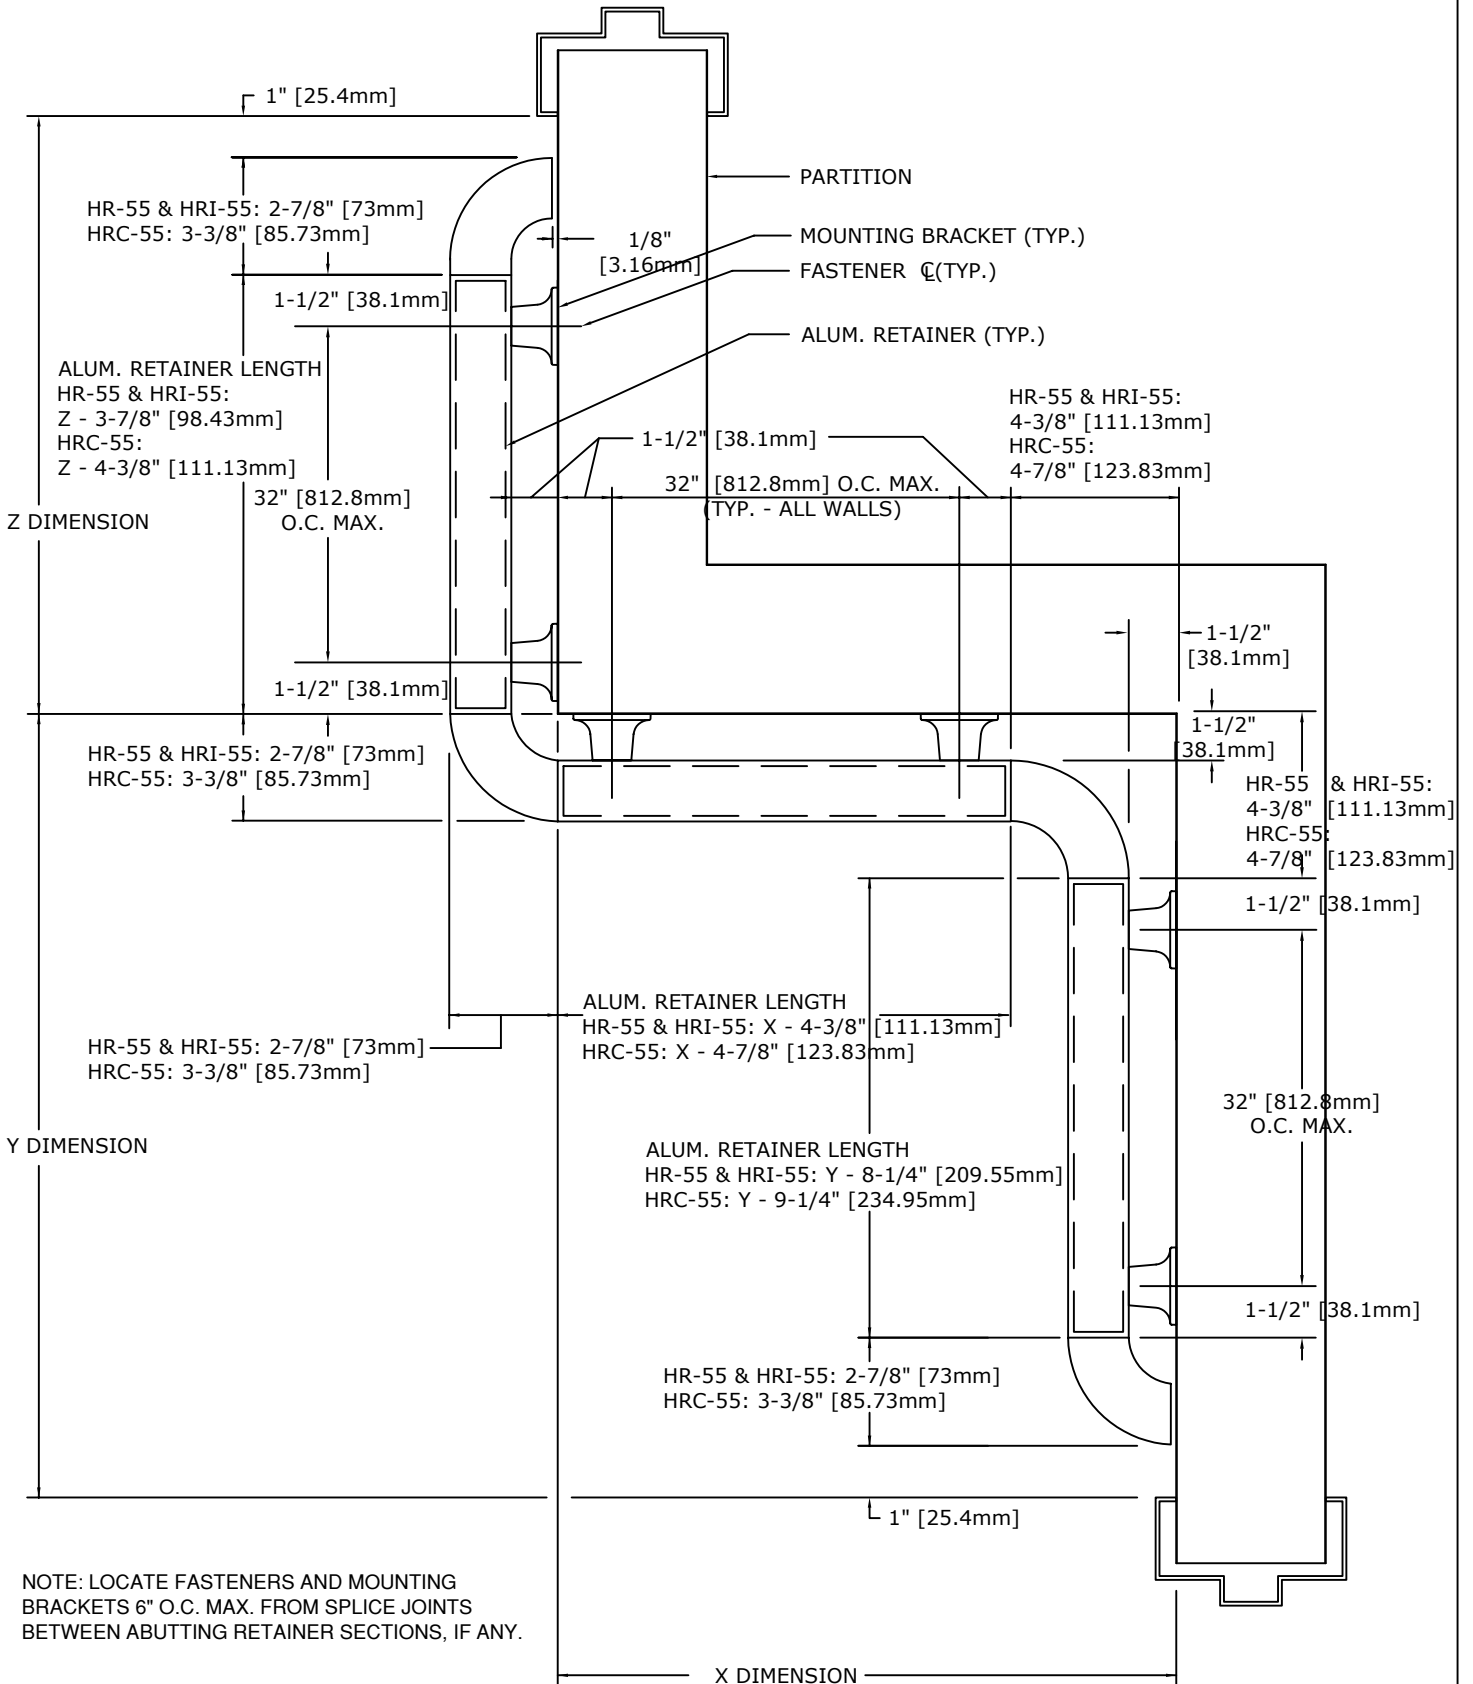 1" [25.4mm]
PARTITION
HR-55 & HRI-55: 2-7/8" [73mm]
HRC-55: 3-3/8" [85.73mm]
1/8"
[3.16mm]
MOUNTING BRACKET (TYP.)
FASTENER ℄(TYP.)
1-1/2" [38.1mm]
ALUM. RETAINER (TYP.)
ALUM. RETAINER LENGTH
HR-55 & HRI-55:
Z - 3-7/8" [98.43mm]
HRC-55:
Z - 4-3/8" [111.13mm]
HR-55 & HRI-55:
4-3/8" [111.13mm]
HRC-55:
4-7/8" [123.83mm]
1-1/2" [38.1mm]
32" [812.8mm] O.C. MAX.
(TYP. - ALL WALLS)
32" [812.8mm]
O.C. MAX.
Z DIMENSION
1-1/2"
[38.1mm]
1-1/2" [38.1mm]
1-1/2"
[38.1mm]
HR-55 & HRI-55: 2-7/8" [73mm]
HRC-55: 3-3/8" [85.73mm]
HR-55 & HRI-55:
4-3/8" [111.13mm]
HRC-55:
4-7/8" [123.83mm]
1-1/2" [38.1mm]
ALUM. RETAINER LENGTH
HR-55 & HRI-55: X - 4-3/8" [111.13mm]
HRC-55: X - 4-7/8" [123.83mm]
HR-55 & HRI-55: 2-7/8" [73mm]
HRC-55: 3-3/8" [85.73mm]
32" [812.8mm]
O.C. MAX.
Y DIMENSION
ALUM. RETAINER LENGTH
HR-55 & HRI-55: Y - 8-1/4" [209.55mm]
HRC-55: Y - 9-1/4" [234.95mm]
1-1/2" [38.1mm]
HR-55 & HRI-55: 2-7/8" [73mm]
HRC-55: 3-3/8" [85.73mm]
1" [25.4mm]
NOTE: LOCATE FASTENERS AND MOUNTING
BRACKETS 6" O.C. MAX. FROM SPLICE JOINTS
BETWEEN ABUTTING RETAINER SECTIONS, IF ANY.
X DIMENSION